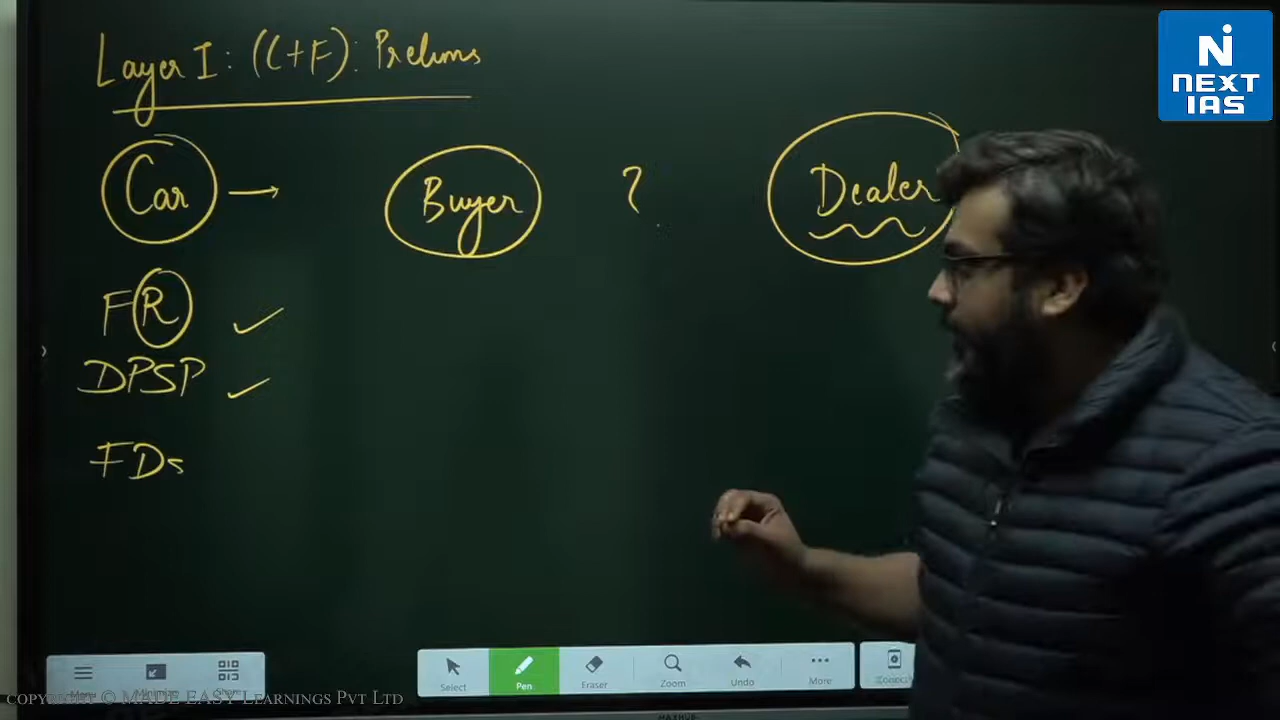 Layer I: (C+F): Prelims
NEXT
IAS
Car → Buyer ? Dealer
FR ✓
DPSP ✓
FDs
Select
Pen
Eraser
Zoom
Undo
More
COPYRIGHT © MADE EASY Learnings Pvt Ltd